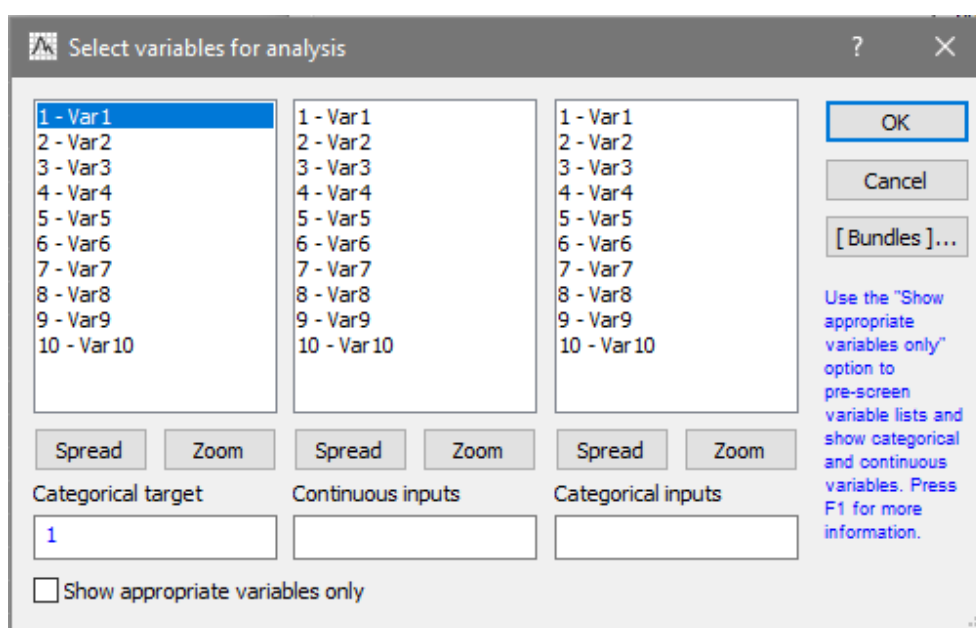 Select variables for analysis
1 - Var1
2 - Var2
3 - Var3
4 - Var4
5 - Var5
6 - Var6
7 - Var7
8 - Var8
9 - Var9
10 - Var10
Spread Zoom
Categorical target
1
1 - Var1
2 - Var2
3 - Var3
4 - Var4
5 - Var5
6 - Var6
7 - Var7
8 - Var8
9 - Var9
10 - Var10
Spread Zoom
Continuous inputs
1 - Var1
2 - Var2
3 - Var3
4 - Var4
5 - Var5
6 - Var6
7 - Var7
8 - Var8
9 - Var9
10 - Var10
Spread Zoom
Categorical inputs
Show appropriate variables only
OK
Cancel
[ Bundles ]...
Use the "Show
appropriate
variables only"
option to
pre-screen
variable lists and
show categorical
and continuous
variables. Press
F1 for more
information.